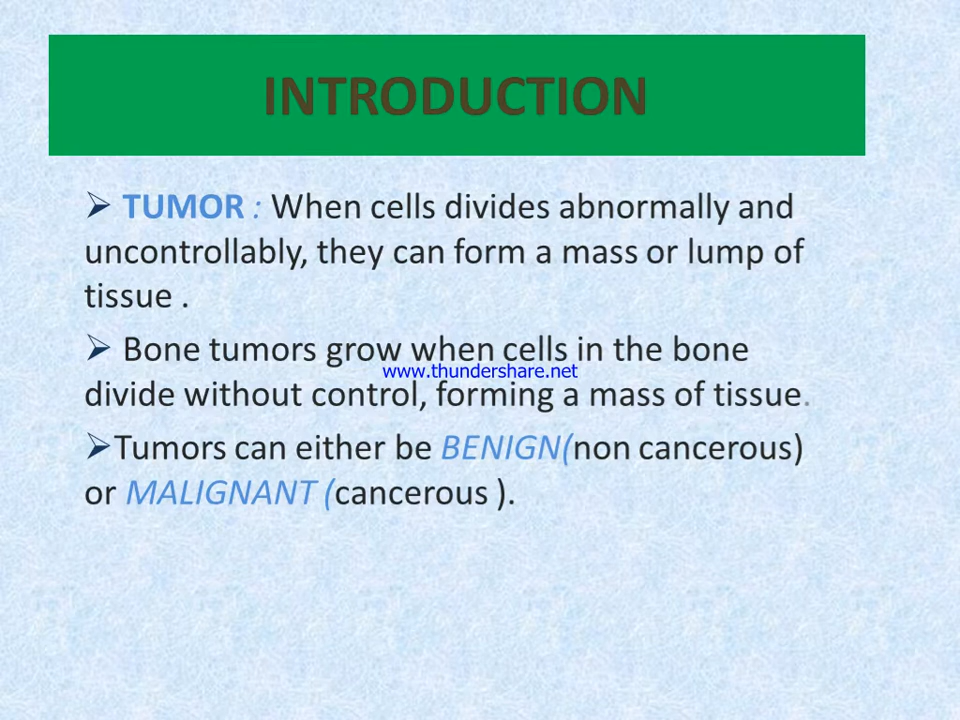 INTRODUCTION
➢ TUMOR : When cells divides abnormally and
uncontrollably, they can form a mass or lump of
tissue .
➢ Bone tumors grow when cells in the bone
www.thundershare.net
divide without control, forming a mass of tissue.
➢Tumors can either be BENIGN(non cancerous)
or MALIGNANT (cancerous ).